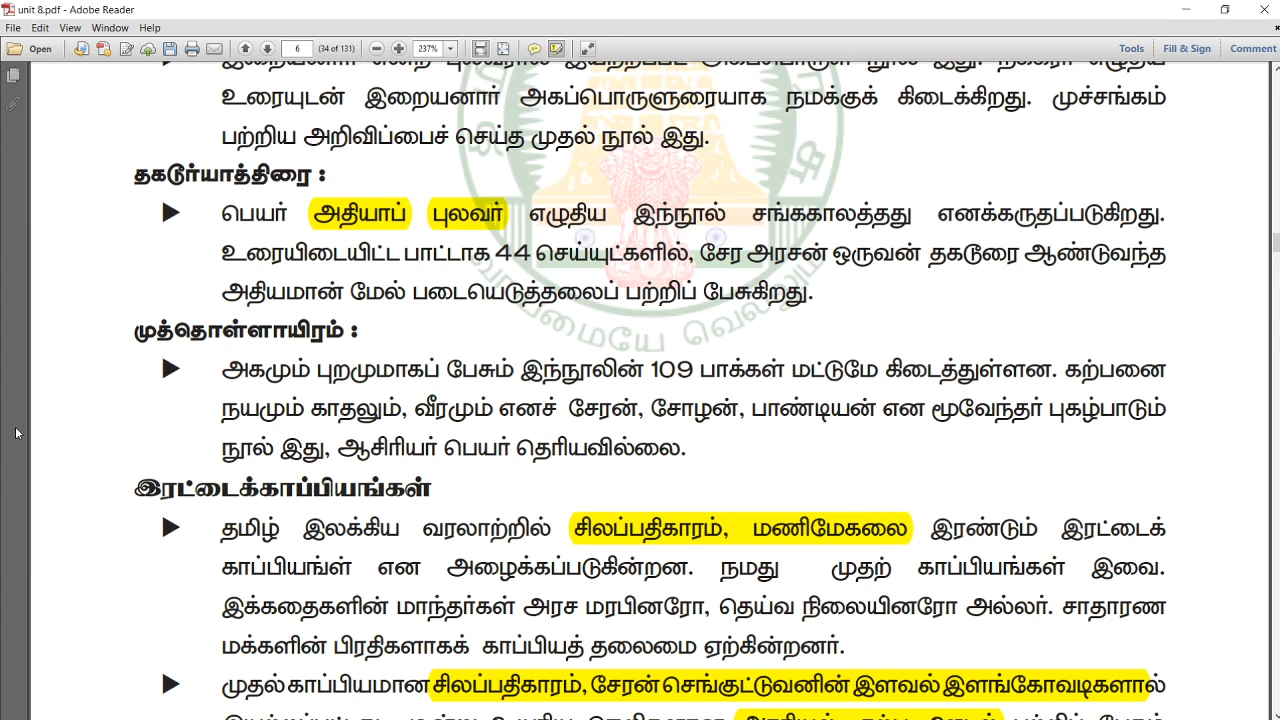 unit 8.pdf - Adobe Reader
File Edit View Window Help
Open 6 (34 of 131) 237% Tools Fill & Sign Comment
உரையுடன் இறையனார் அகப்பொருளுரையாக நமக்குக் கிடைக்கிறது. முச்சங்கம்
பற்றிய அறிவிப்பைச் செய்த முதல் நூல் இது.
தகடூர்யாத்திரை :
பெயர் அதியாப் புலவர் எழுதிய இந்நூல் சங்ககாலத்தது எனக்கருதப்படுகிறது.
உரையிடையிட்ட பாட்டாக 44 செய்யுட்களில், சேர அரசன் ஒருவன் தகடூரை ஆண்டுவந்த
அதியமான் மேல் படையெடுத்தலைப் பற்றிப் பேசுகிறது.
வாய்மையே வெல்லும்
முத்தொள்ளாயிரம் :
அகமும் புறமுமாகப் பேசும் இந்நூலின் 109 பாக்கள் மட்டுமே கிடைத்துள்ளன. கற்பனை
நயமும் காதலும், வீரமும் எனச் சேரன், சோழன், பாண்டியன் என மூவேந்தர் புகழ்பாடும்
நூல் இது, ஆசிரியர் பெயர் தெரியவில்லை.
இரட்டைக்காப்பியங்கள்
தமிழ் இலக்கிய வரலாற்றில் சிலப்பதிகாரம், மணிமேகலை இரண்டும் இரட்டைக்
காப்பியங்ள் என அழைக்கப்படுகின்றன. நமது முதற் காப்பியங்கள் இவை.
இக்கதைகளின் மாந்தர்கள் அரச மரபினரோ, தெய்வ நிலையினரோ அல்லர். சாதாரண
மக்களின் பிரதிகளாகக் காப்பியத் தலைமை ஏற்கின்றனர்.
முதல் காப்பியமான சிலப்பதிகாரம், சேரன் செங்குட்டுவனின் இளவல் இளங்கோவடிகளால்